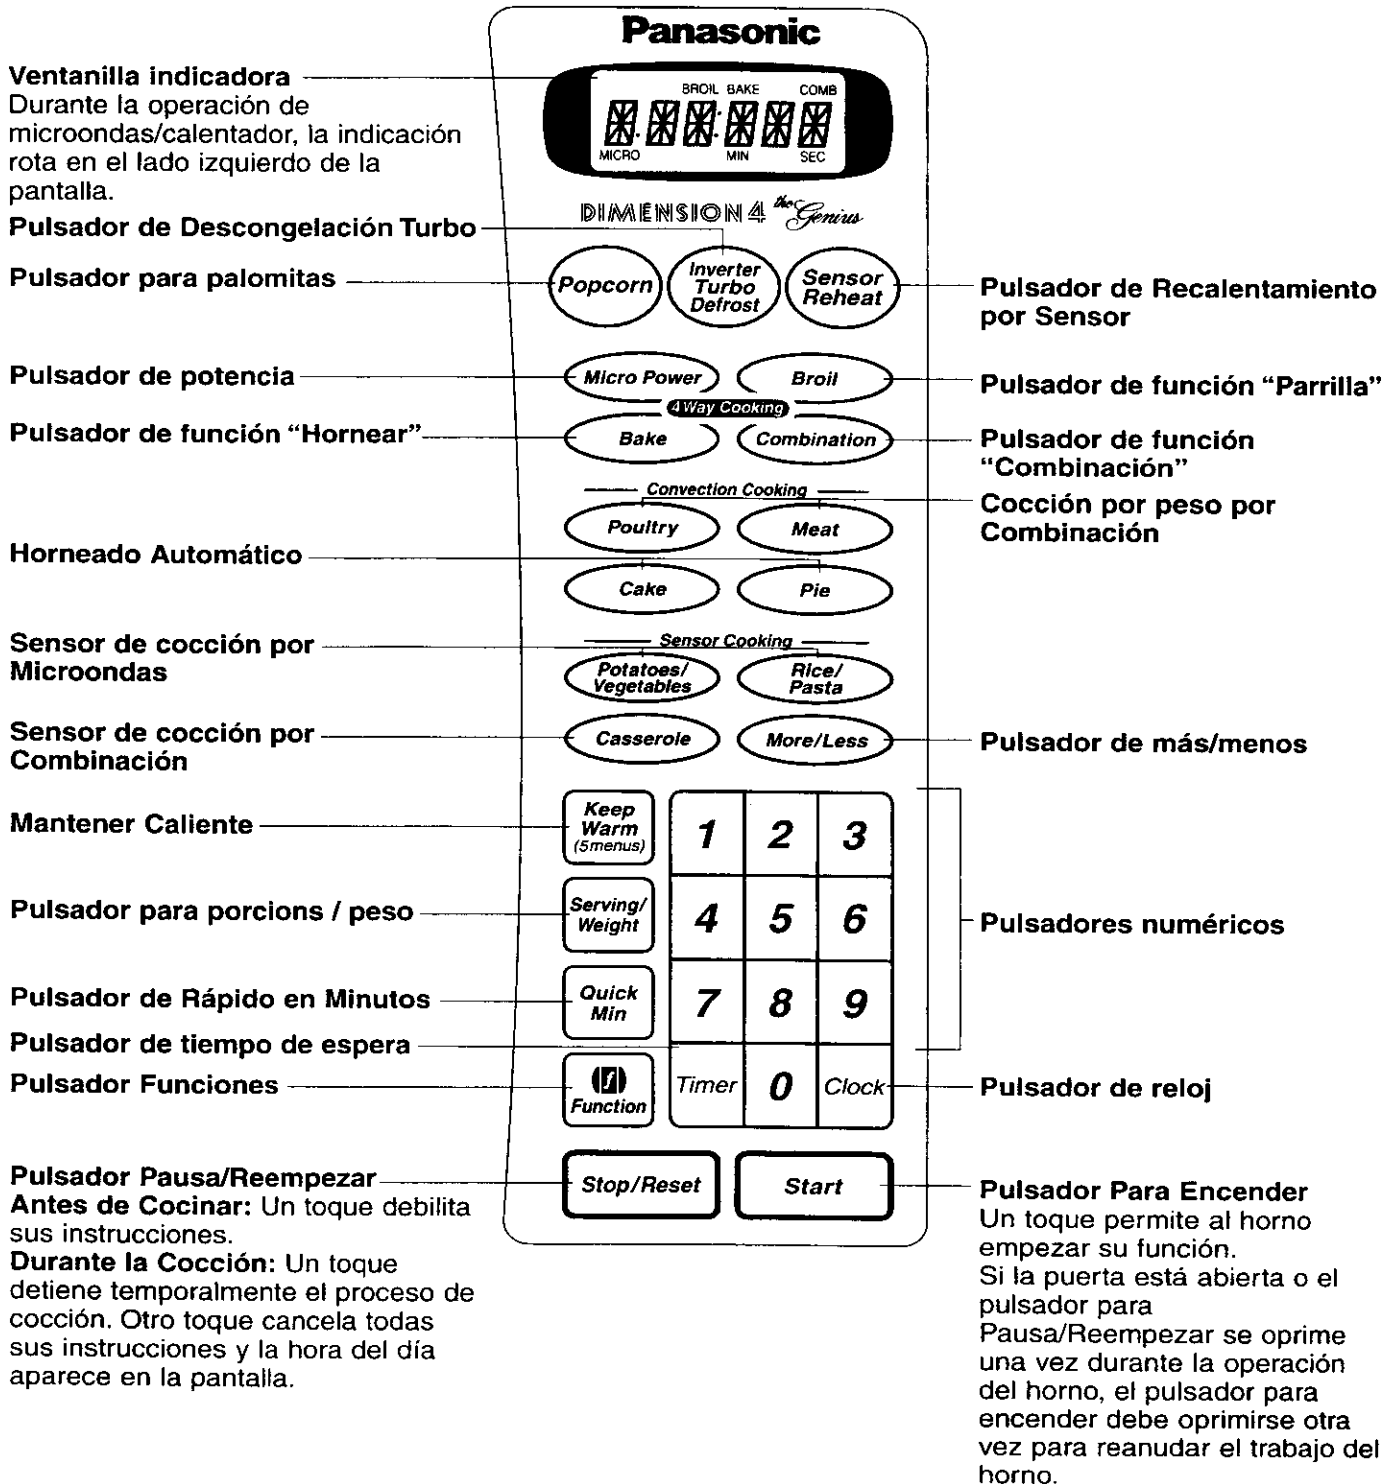 Panasonic
Ventanilla indicadora
Durante la operación de
microondas/calentador, la indicación
rota en el lado izquierdo de la
pantalla.
BROIL BAKE COMB
MICRO MIN SEC
DIMENSION 4 the Genius
Pulsador de Descongelación Turbo
Pulsador para palomitas
Popcorn
Inverter
Turbo
Defrost
Sensor
Reheat
Pulsador de Recalentamiento
por Sensor
Pulsador de potencia
Micro Power
Broil
Pulsador de función “Parrilla”
4 Way Cooking
Pulsador de función “Hornear”
Bake
Combination
Pulsador de función
“Combinación”
Convection Cooking
Cocción por peso por
Combinación
Poultry
Meat
Horneado Automático
Cake
Pie
Sensor de cocción por
Microondas
Sensor Cooking
Potatoes/
Vegetables
Rice/
Pasta
Sensor de cocción por
Combinación
Casserole
More/Less
Pulsador de más/menos
Mantener Caliente
Keep
Warm
(5menus)
1 2 3
Pulsador para porcions / peso
Serving/
Weight
4 5 6
Pulsadores numéricos
Pulsador de Rápido en Minutos
Quick
Min
7 8 9
Pulsador de tiempo de espera
Pulsador Funciones
f
Function
Timer 0 Clock
Pulsador de reloj
Pulsador Pausa/Reempezar
Antes de Cocinar: Un toque debilita
sus instrucciones.
Durante la Cocción: Un toque
detiene temporalmente el proceso de
cocción. Otro toque cancela todas
sus instrucciones y la hora del día
aparece en la pantalla.
Stop/Reset
Start
Pulsador Para Encender
Un toque permite al horno
empezar su función.
Si la puerta está abierta o el
pulsador para
Pausa/Reempezar se oprime
una vez durante la operación
del horno, el pulsador para
encender debe oprimirse otra
vez para reanudar el trabajo del
horno.